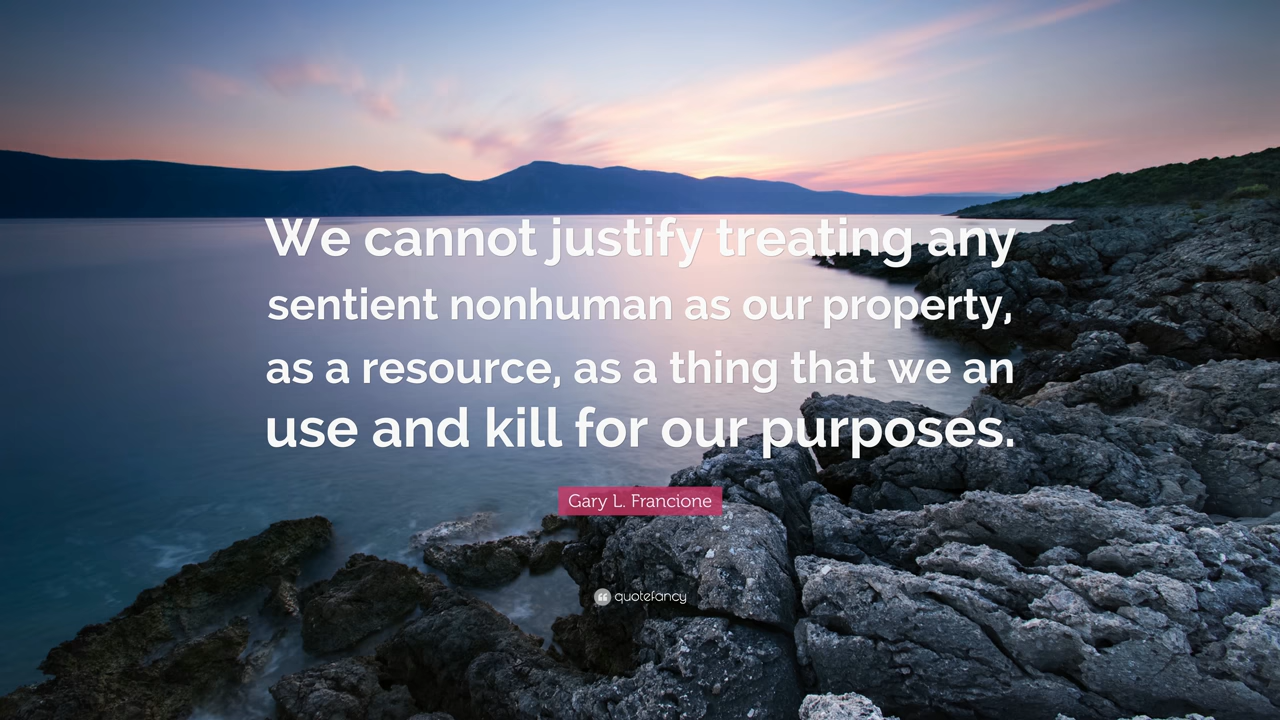 We cannot justify treating any
sentient nonhuman as our property,
as a resource, as a thing that we an
use and kill for our purposes.
Gary L. Francione
quotefancy